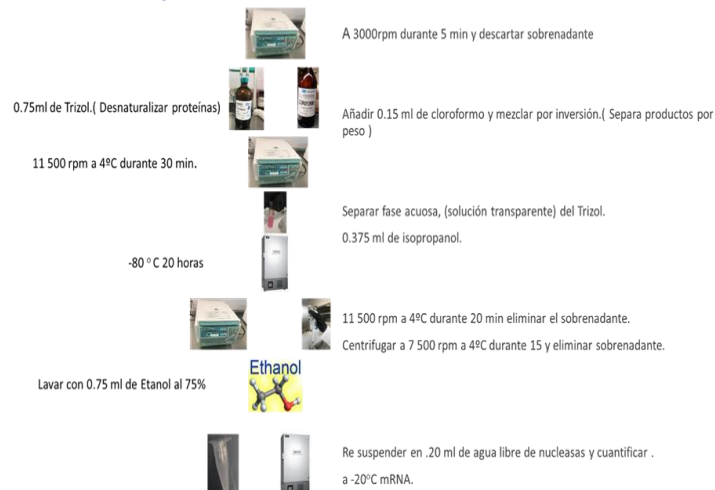 A 3000rpm durante 5 min y descartar sobrenadante
0.75ml de Trizol.( Desnaturalizar proteínas)
Añadir 0.15 ml de cloroformo y mezclar por inversión.( Separa productos por
peso )
11 500 rpm a 4ºC durante 30 min.
Separar fase acuosa, (solución transparente) del Trizol.
0.375 ml de isopropanol.
-80 ° C 20 horas
11 500 rpm a 4ºC durante 20 min eliminar el sobrenadante.
Centrifugar a 7 500 rpm a 4ºC durante 15 y eliminar sobrenadante.
Ethanol
Lavar con 0.75 ml de Etanol al 75%
Re suspender en .20 ml de agua libre de nucleasas y cuantificar .
a -20°C mRNA.